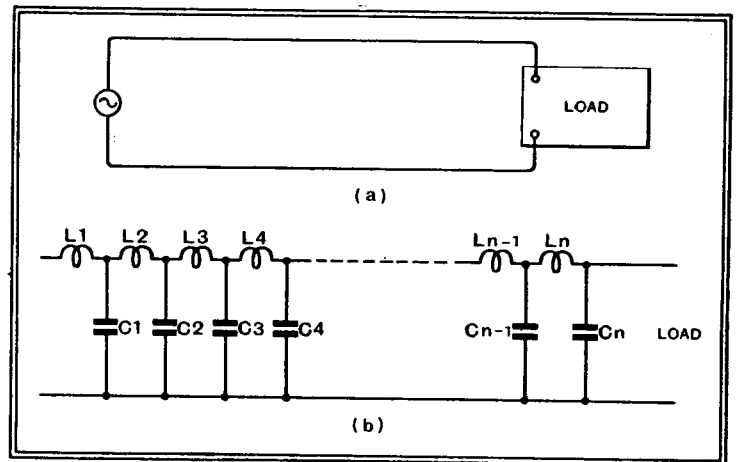 LOAD
(a)
L1 L2 L3 L4 Ln-1 Ln
C1 C2 C3 C4 Cn-1 Cn LOAD
(b)